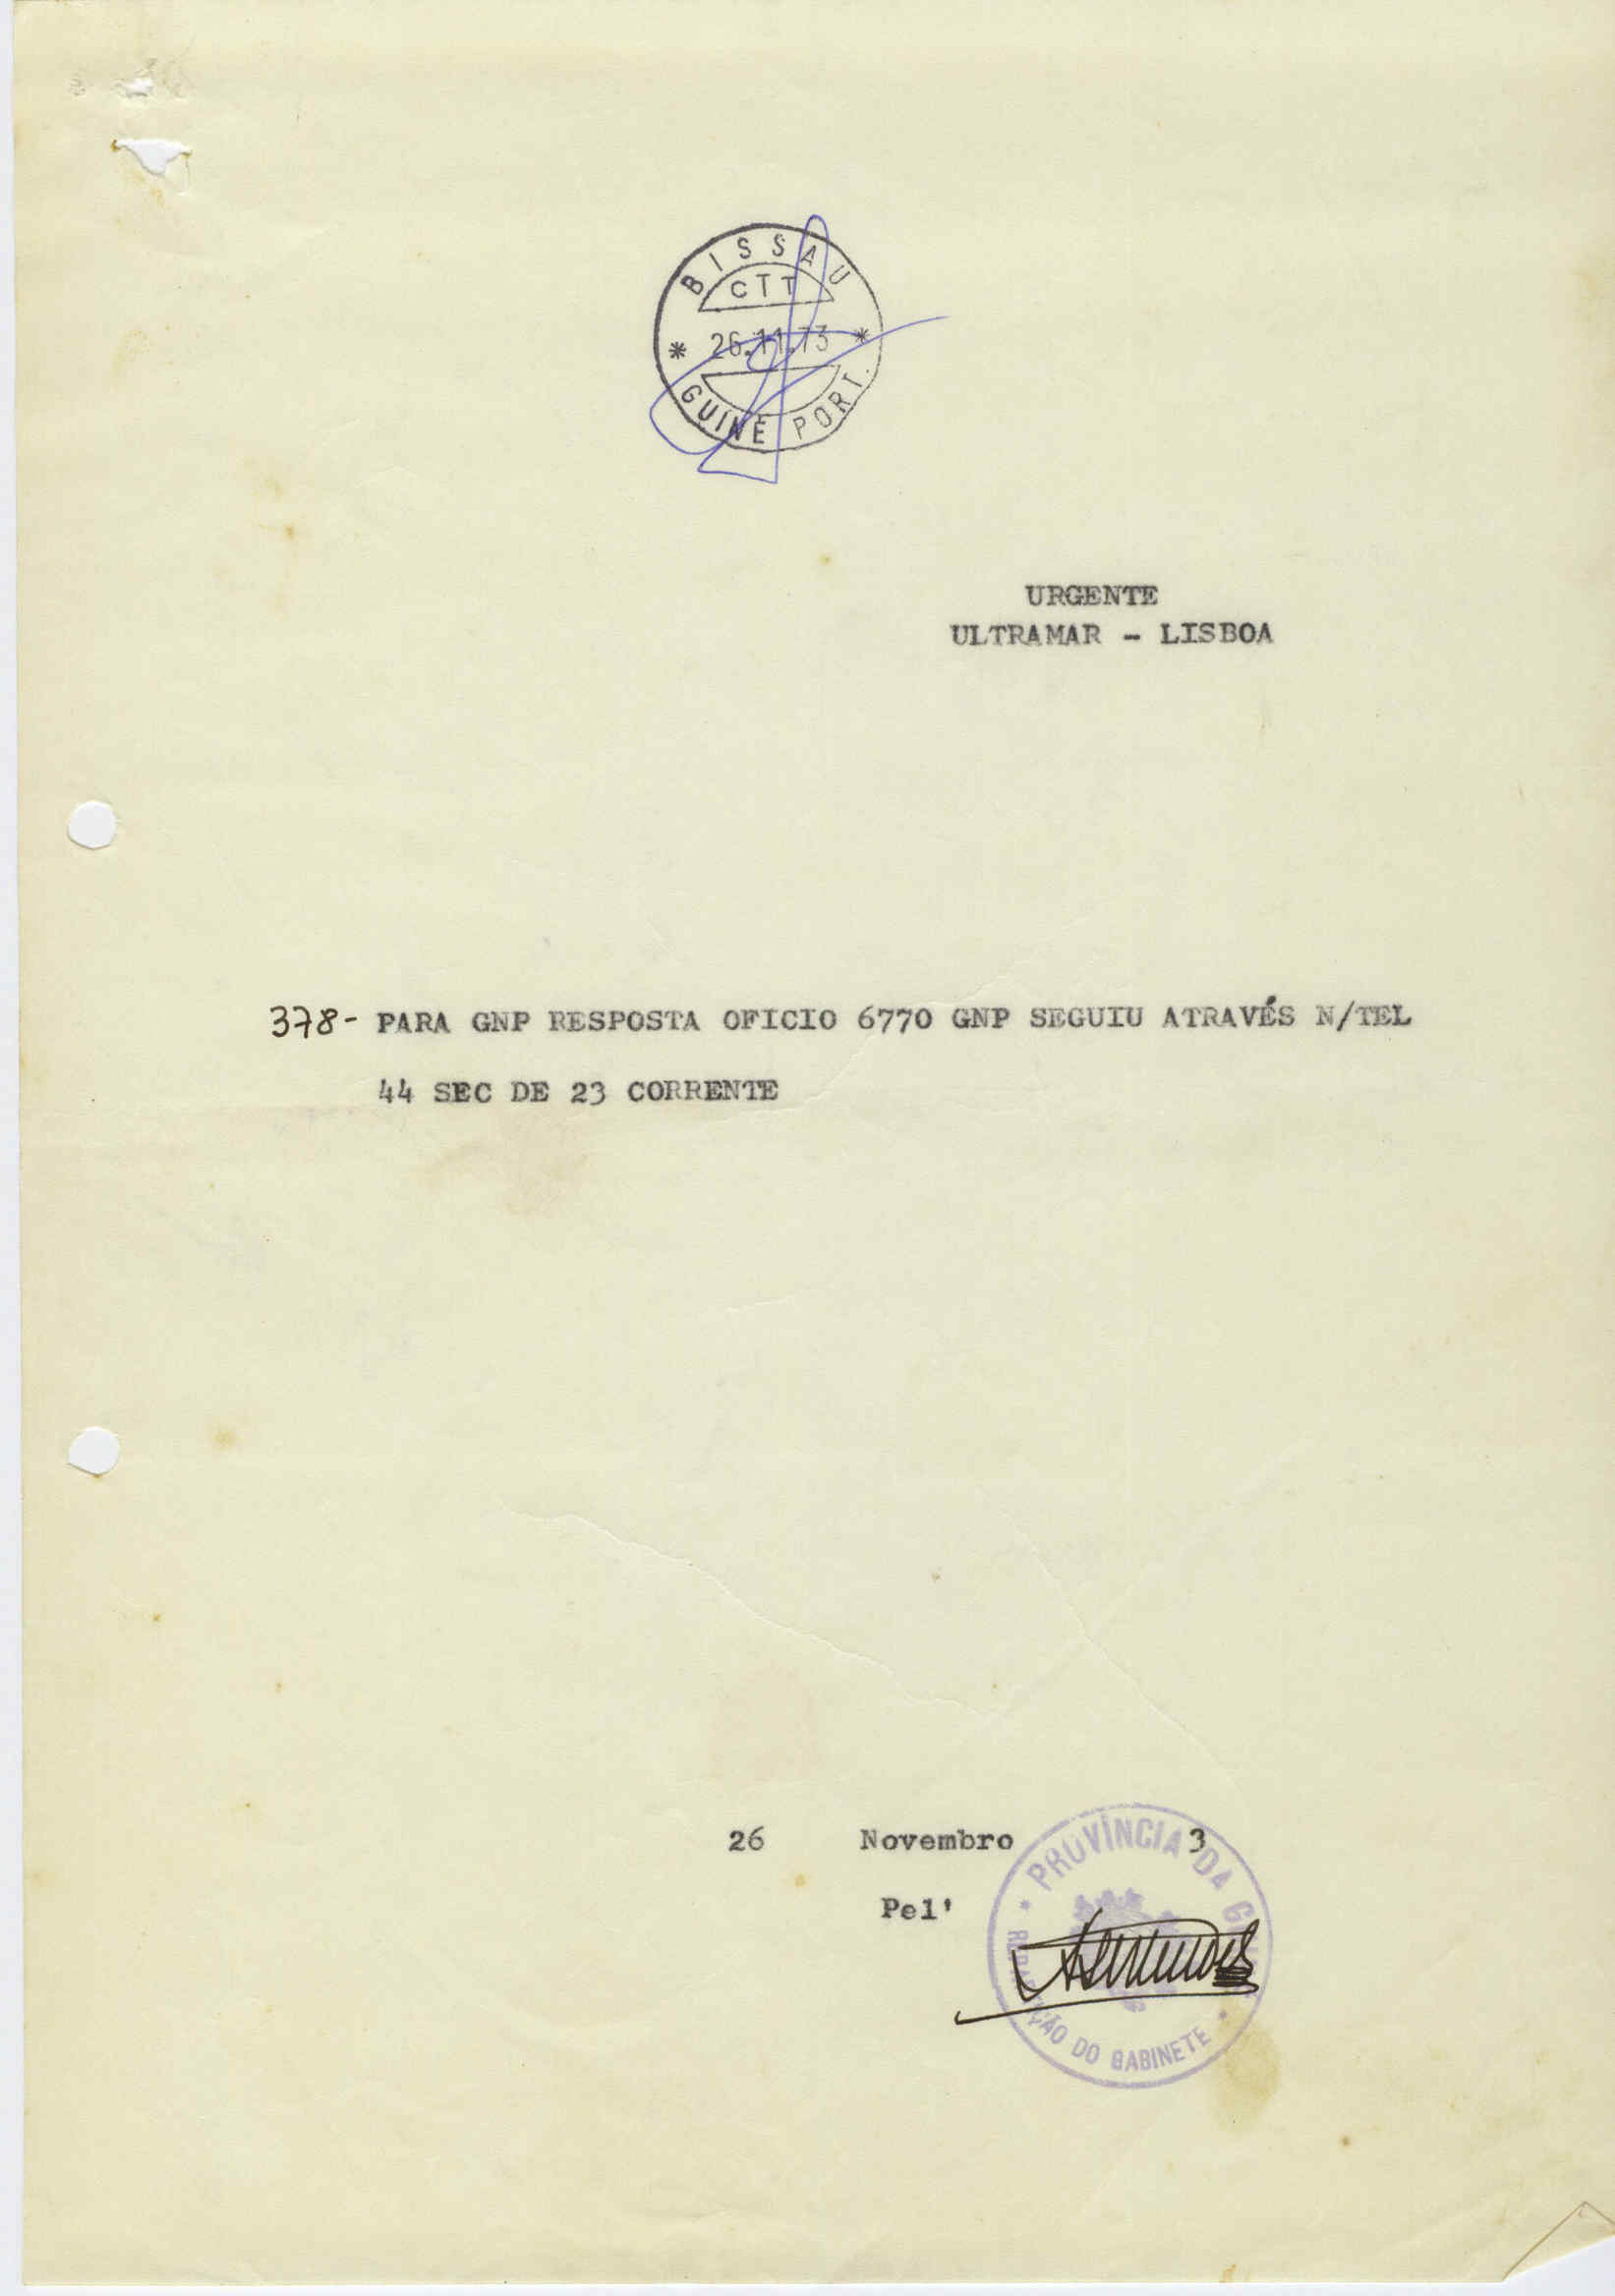 BISSAU
CTT
* 26.11.73 *
GUINÉ PORT.
URGENTE
ULTRAMAR - LISBOA
378- PARA GNP RESPOSTA OFICIO 6770 GNP SEGUIU ATRAVÉS N/TEL
44 SEC DE 23 CORRENTE
26 Novembro 3
Pel'
* PROVÍNCIA DA
DO GABINETE *